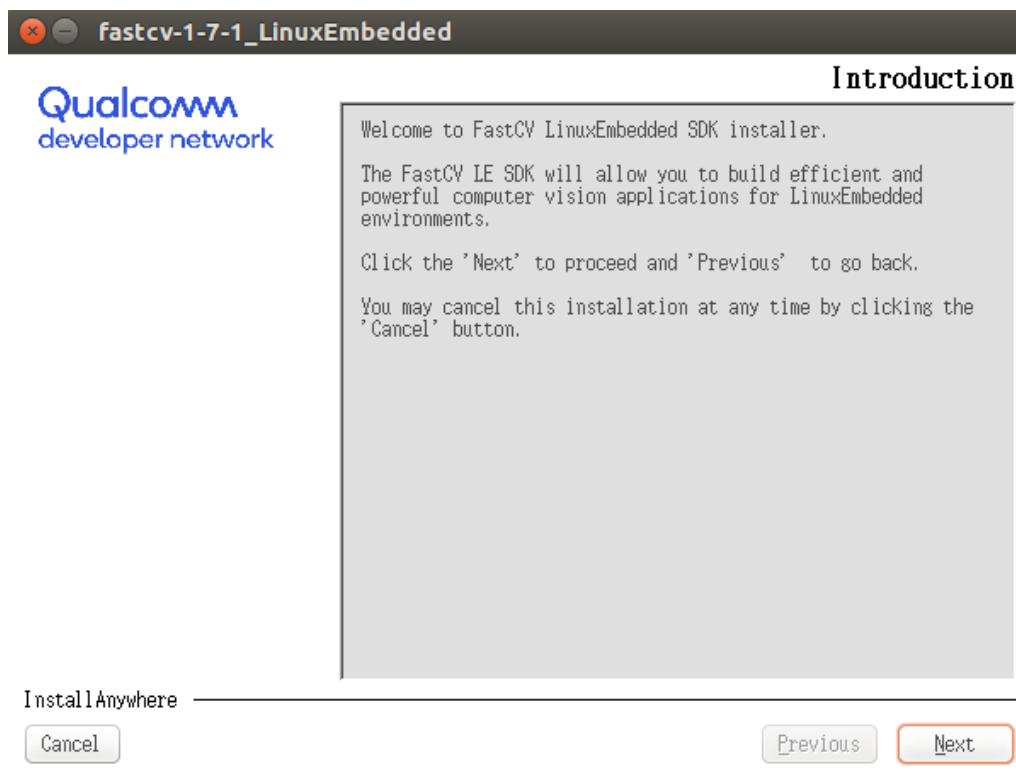 fastcv-1-7-1_LinuxEmbedded
Introduction
Qualcomm
developer network
Welcome to FastCV LinuxEmbedded SDK installer.
The FastCV LE SDK will allow you to build efficient and
powerful computer vision applications for LinuxEmbedded
environments.
Click the 'Next' to proceed and 'Previous'  to go back.
You may cancel this installation at any time by clicking the
'Cancel' button.
InstallAnywhere
Cancel
Previous
Next